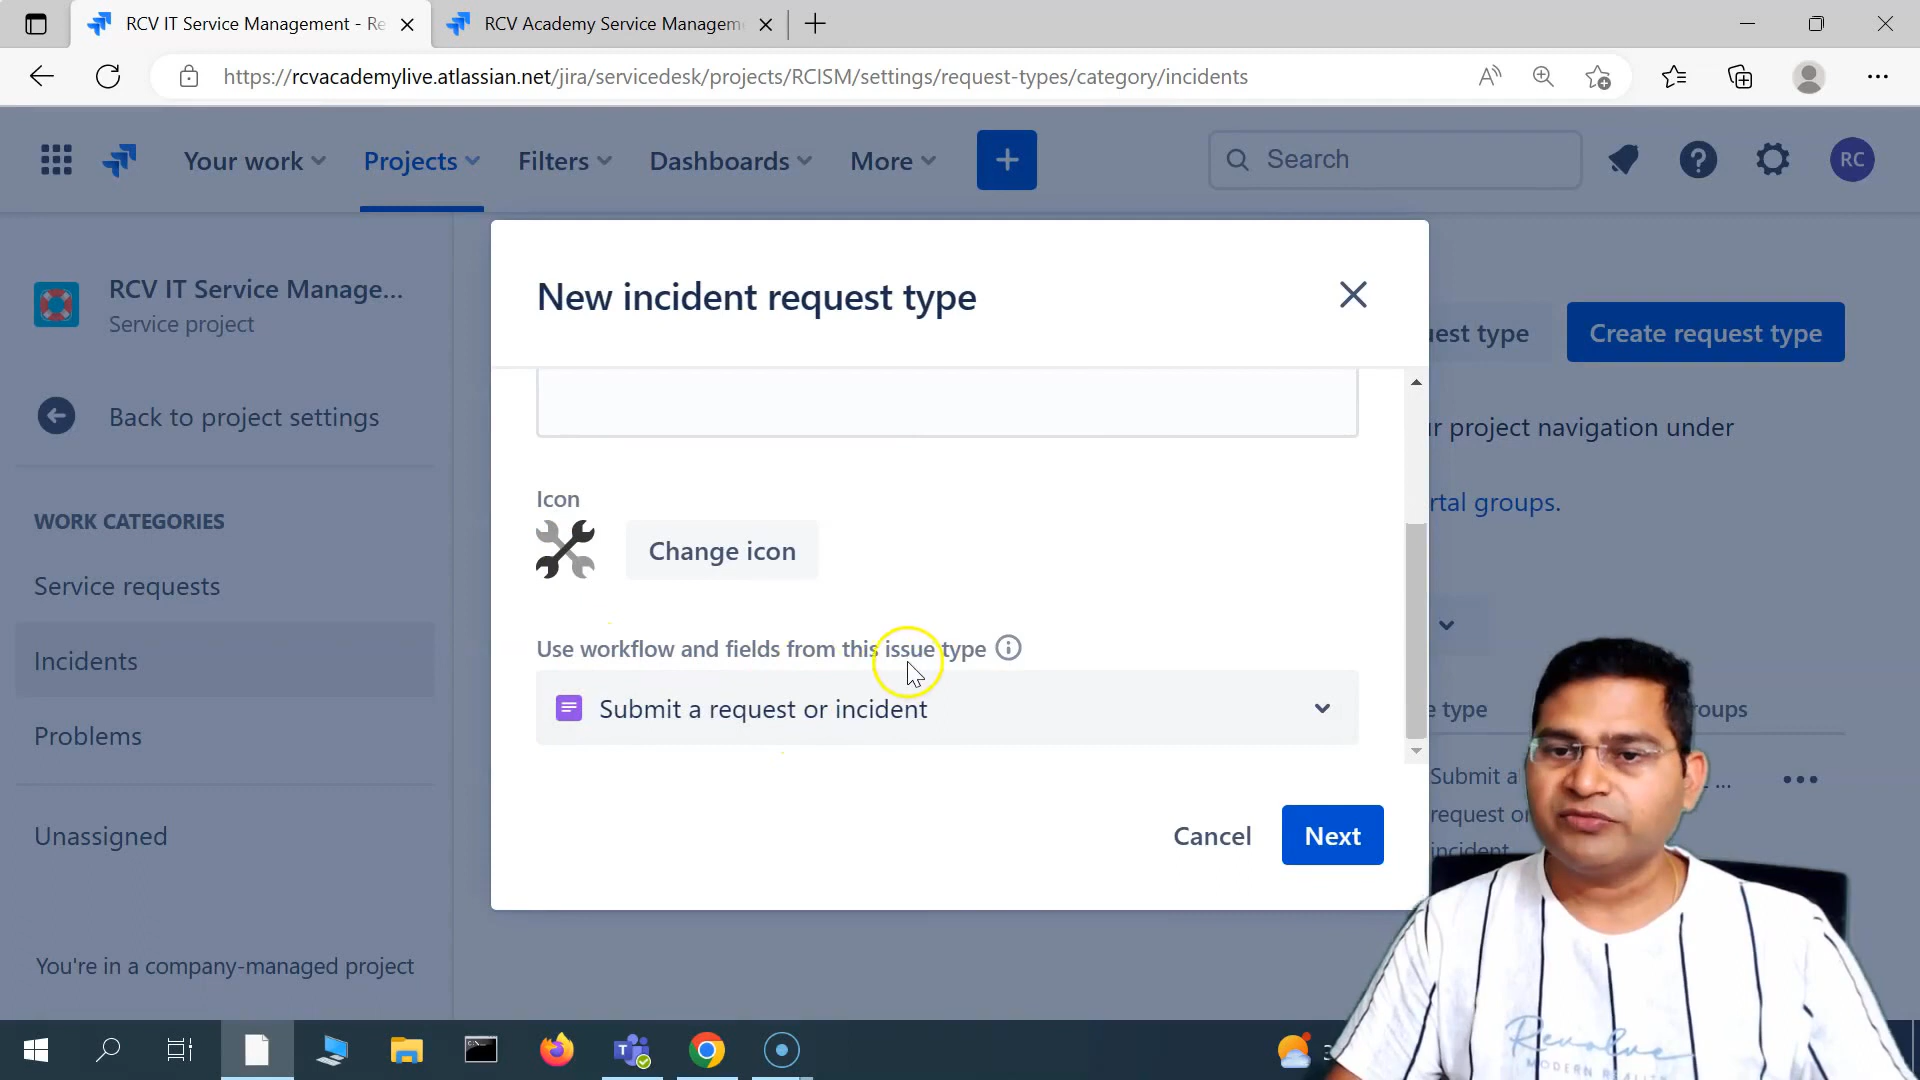 RCV IT Service Management - Re
RCV Academy Service Managem
https://rcvacademylive.atlassian.net/jira/servicedesk/projects/RCISM/settings/request-types/category/incidents
Your work
Projects
Filters
Dashboards
More
Search
RC
RCV IT Service Manage...
Service project
Back to project settings
WORK CATEGORIES
Service requests
Incidents
Problems
Unassigned
You're in a company-managed project
New incident request type
Icon
Change icon
Use workflow and fields from this issue type
Submit a request or incident
Cancel
Next
est type
Create request type
r project navigation under
rtal groups.
e type
roups
Submit a
request or
incident
...
Revolve
MODERN REALITY